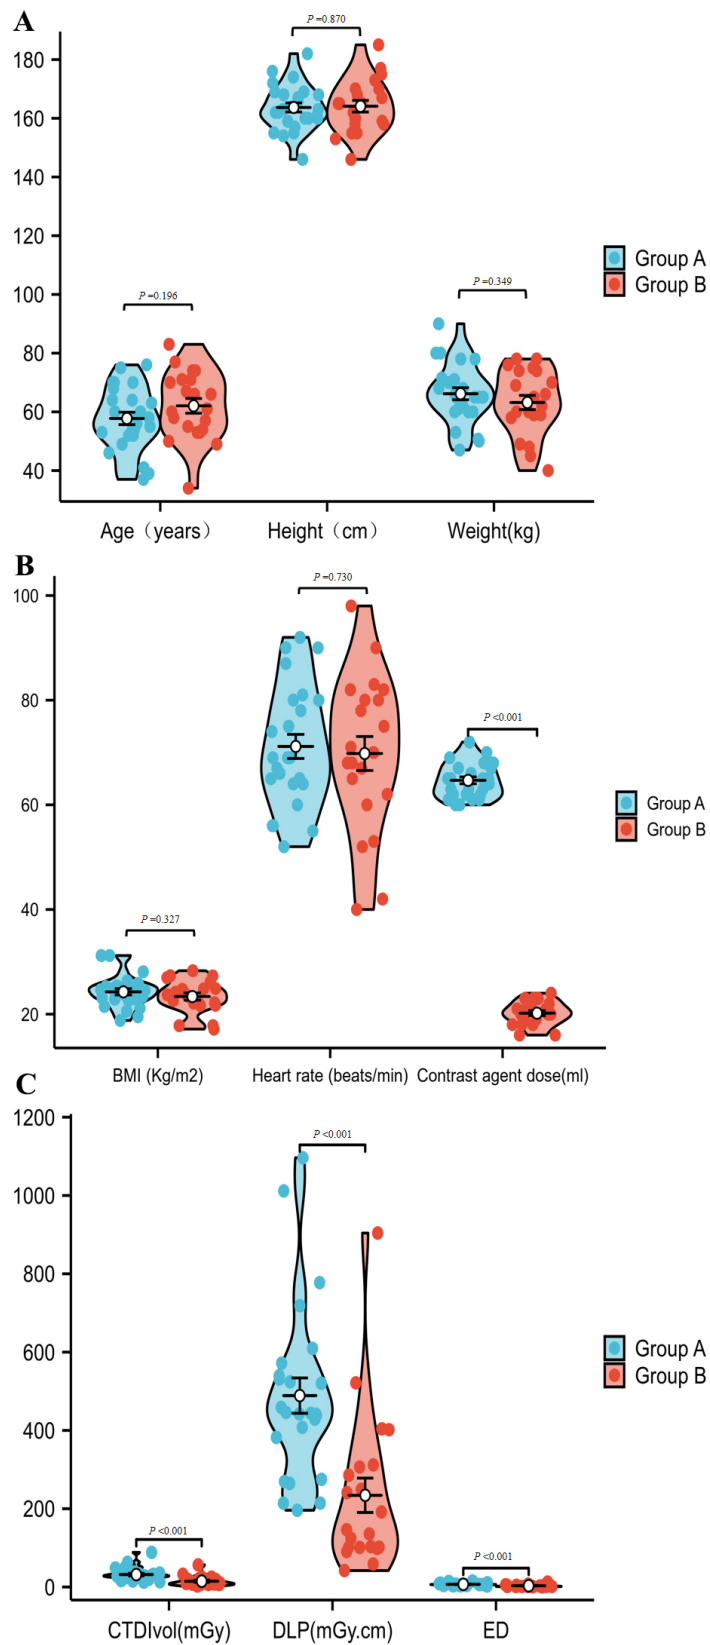 A
P =0.870
180
160
140
120
100
80
60
40
P =0.196
P =0.349
Group A
Group B
Age（years）
Height（cm）
Weight(kg)
B
P =0.730
100
80
60
40
20
P <0.001
P =0.327
Group A
Group B
BMI (Kg/m2)
Heart rate (beats/min)
Contrast agent dose(ml)
C
1200
1000
800
600
400
200
0
P <0.001
P <0.001
P <0.001
Group A
Group B
CTDIvol(mGy)
DLP(mGy.cm)
ED